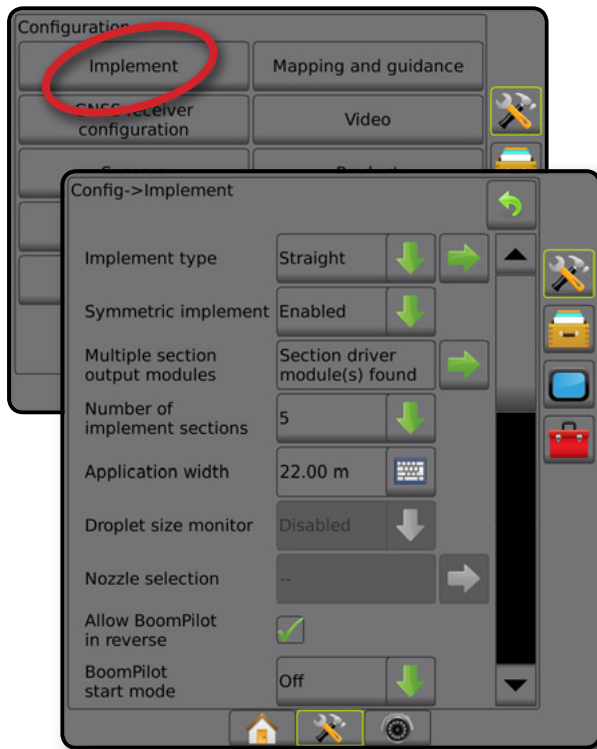 Configuration
Implement
Mapping and guidance
GNSS receiver
configuration
Video
Config->Implement
Implement type
Straight
Symmetric implement
Enabled
Multiple section
output modules
Section driver
module(s) found
Number of
implement sections
5
Application width
22.00 m
Droplet size monitor
Disabled
Nozzle selection
--
Allow BoomPilot
in reverse
BoomPilot
start mode
Off